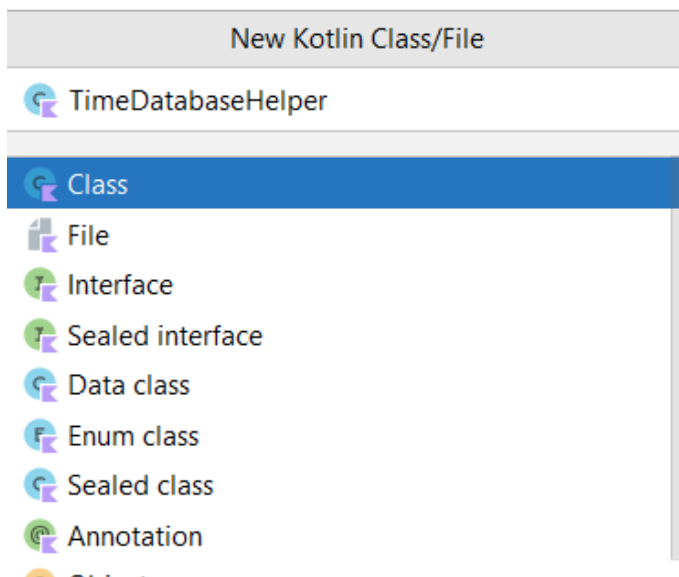 New Kotlin Class/File
TimeDatabaseHelper
Class
File
Interface
Sealed interface
Data class
Enum class
Sealed class
Annotation